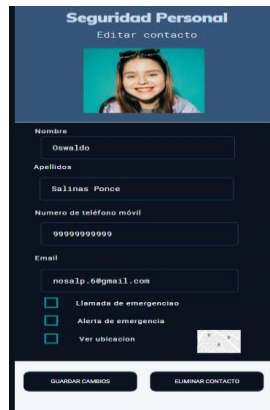 Seguridad Personal
Editar contacto
Nombre
Oswaldo
Apellidos
Salinas Ponce
Numero de teléfono móvil
99999999999
Email
nosalp.6@gmail.com
Llamada de emergenciao
Alerta de emergencia
Ver ubicacion
GUARDAR CAMBIOS
ELIMINAR CONTACTO